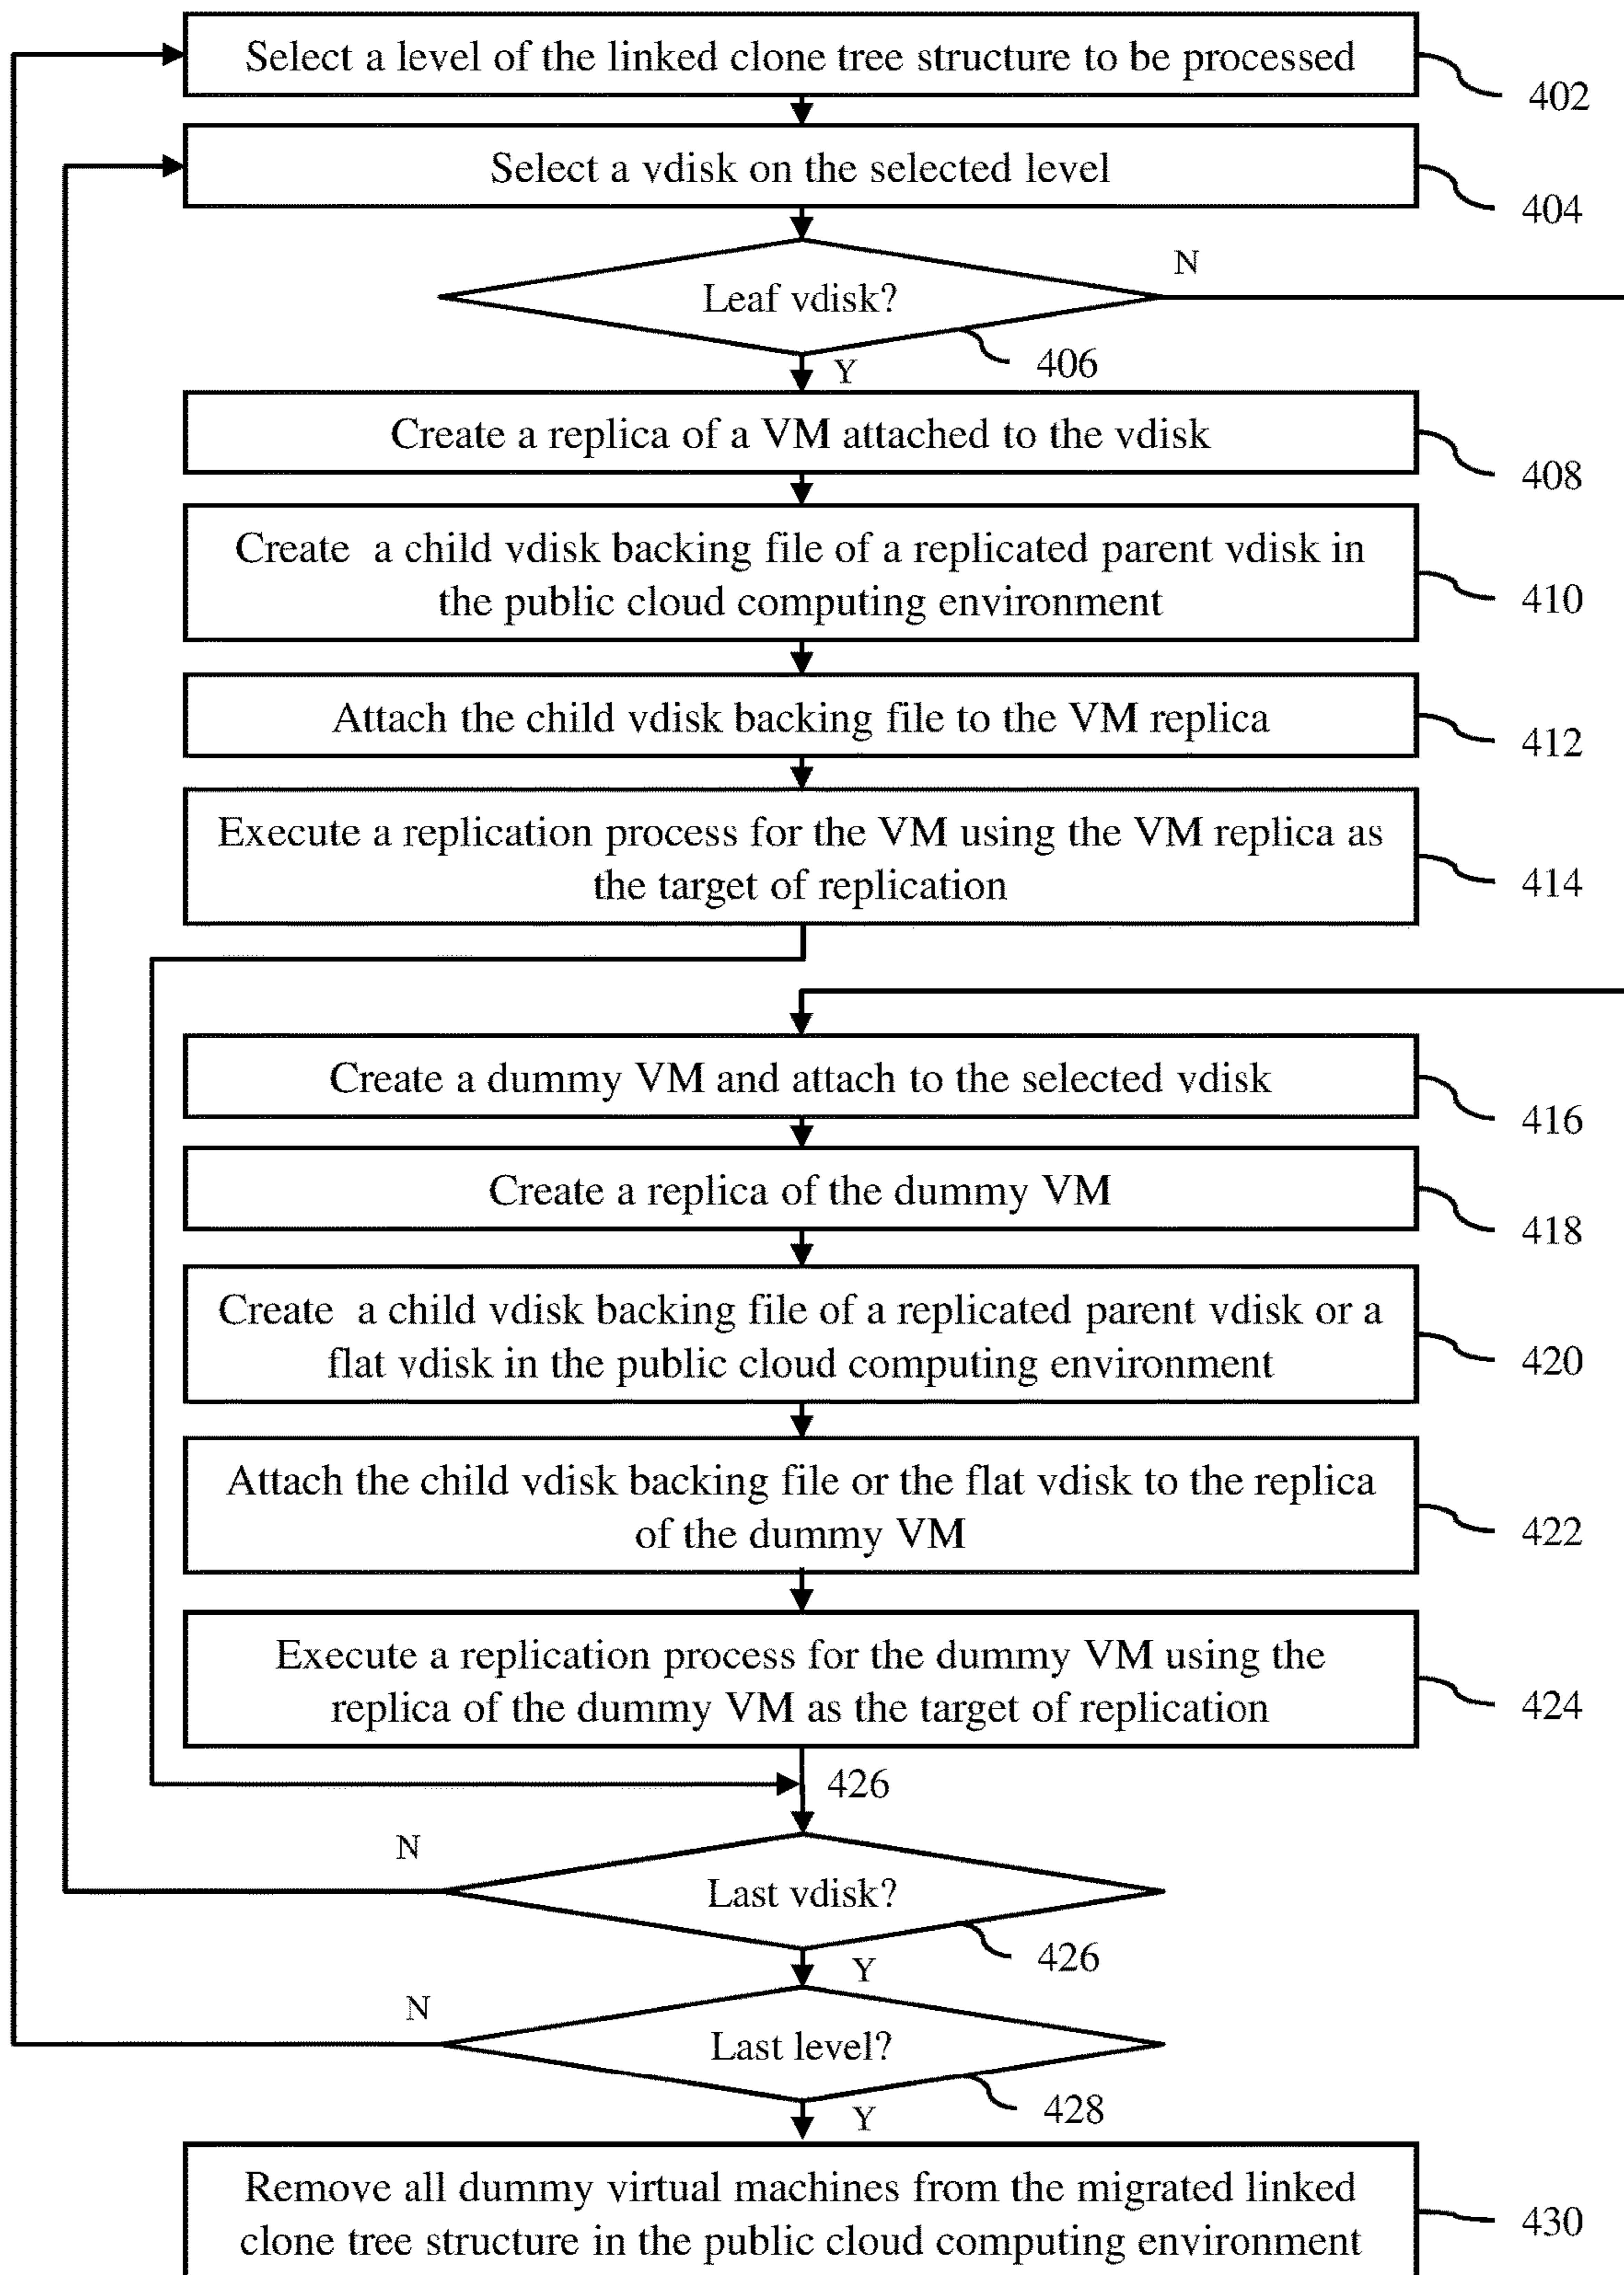 Select a level of the linked clone tree structure to be processed
402
Select a vdisk on the selected level
404
N
Leaf vdisk?
406
Y
Create a replica of a VM attached to the vdisk
408
Create a child vdisk backing file of a replicated parent vdisk in
the public cloud computing environment
410
Attach the child vdisk backing file to the VM replica
412
Execute a replication process for the VM using the VM replica as
the target of replication
414
Create a dummy VM and attach to the selected vdisk
416
Create a replica of the dummy VM
418
Create a child vdisk backing file of a replicated parent vdisk or a
flat vdisk in the public cloud computing environment
420
Attach the child vdisk backing file or the flat vdisk to the replica
of the dummy VM
422
Execute a replication process for the dummy VM using the
replica of the dummy VM as the target of replication
424
426
N
Last vdisk?
426
Y
N
Last level?
428
Y
Remove all dummy virtual machines from the migrated linked
clone tree structure in the public cloud computing environment
430